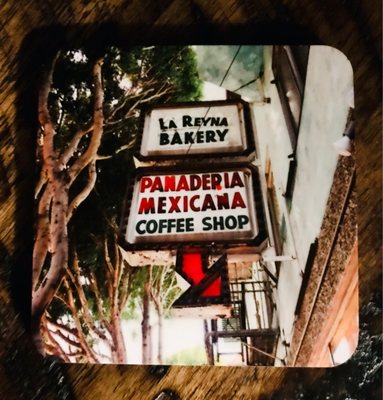 LA REYNA
BAKERY
PANADERIA
MEXICANA
COFFEE SHOP